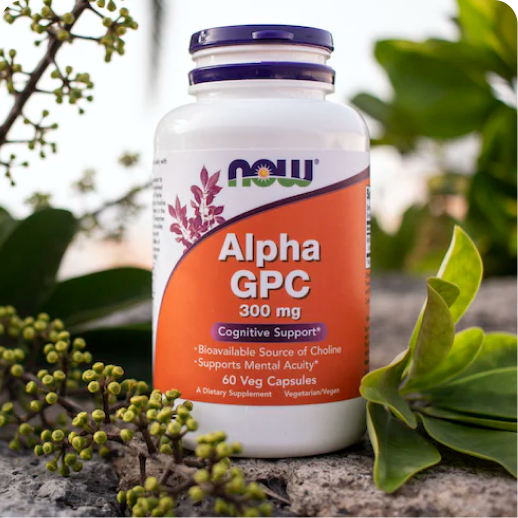 NOW®
Alpha
GPC
300 mg
Cognitive Support*
• Bioavailable Source of Choline
• Supports Mental Acuity*
60 Veg Capsules
A Dietary Supplement Vegetarian/Vegan